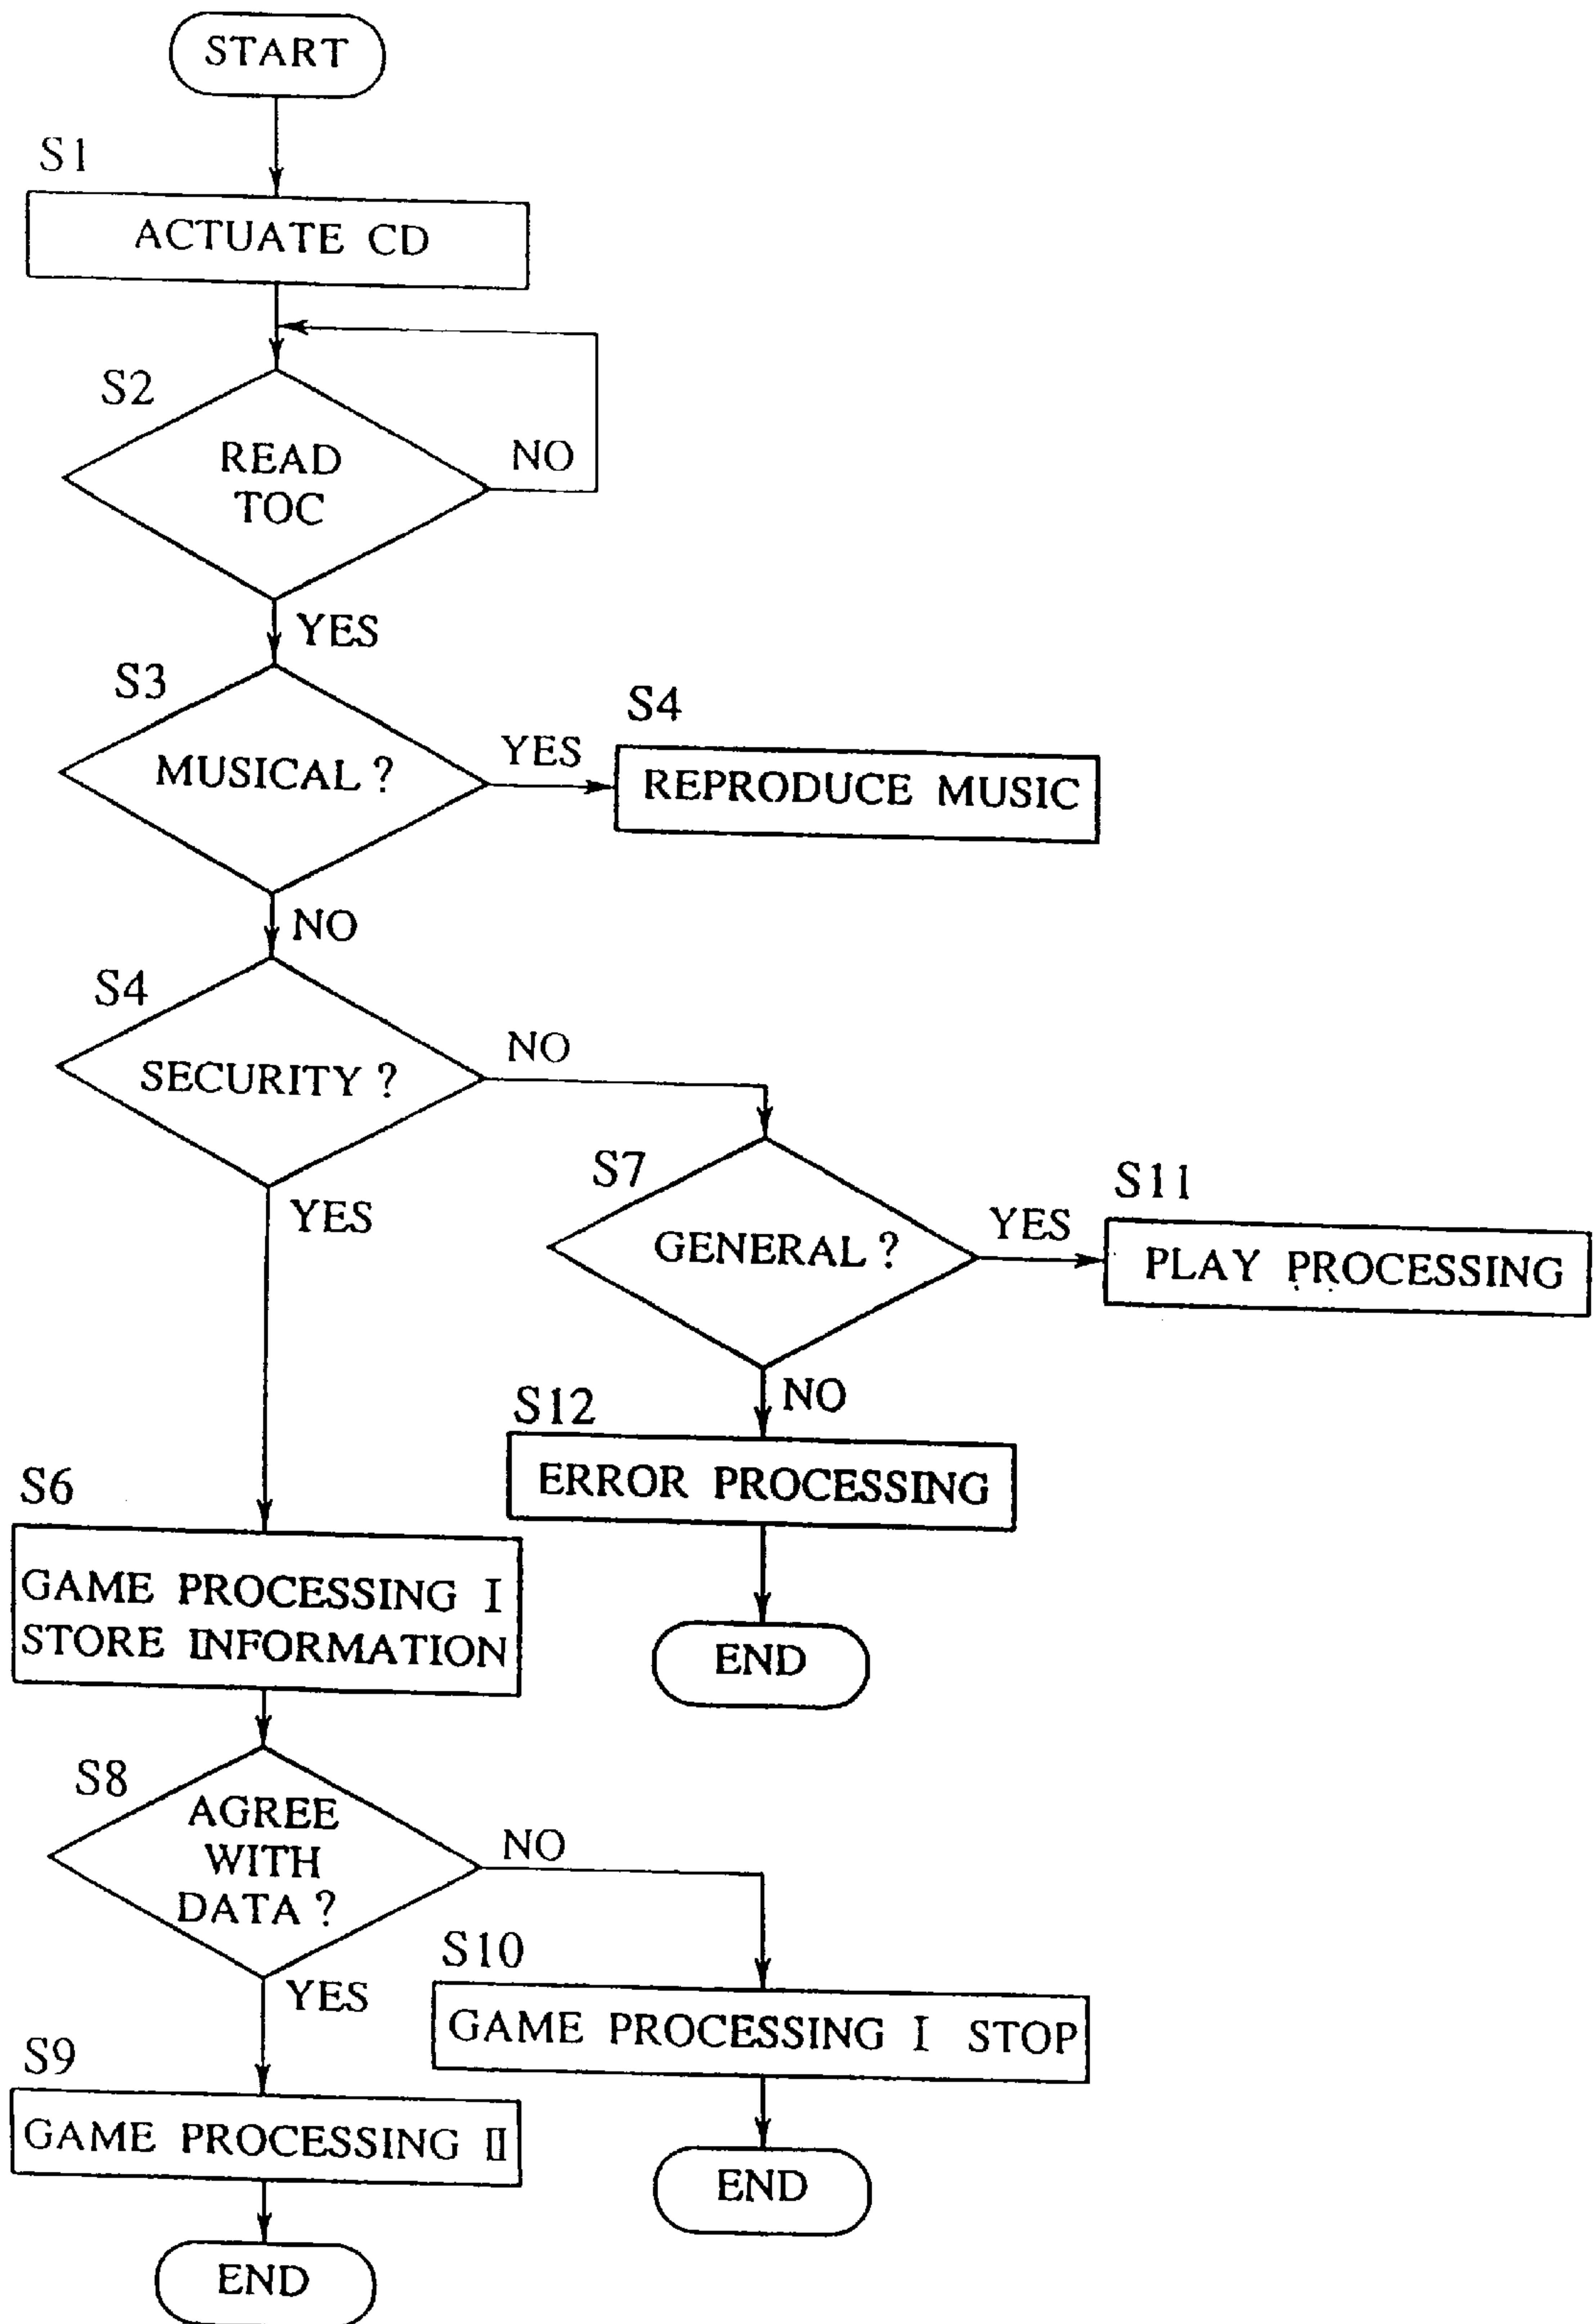 START
S1
ACTUATE CD
S2
READ
TOC
NO
YES
S3
MUSICAL ?
YES
S4
REPRODUCE MUSIC
NO
S4
SECURITY ?
NO
YES
S7
GENERAL ?
YES
S11
PLAY PROCESSING
NO
S12
ERROR PROCESSING
END
S6
GAME PROCESSING I
STORE INFORMATION
S8
AGREE
WITH
DATA ?
NO
YES
S10
GAME PROCESSING I STOP
END
S9
GAME PROCESSING II
END